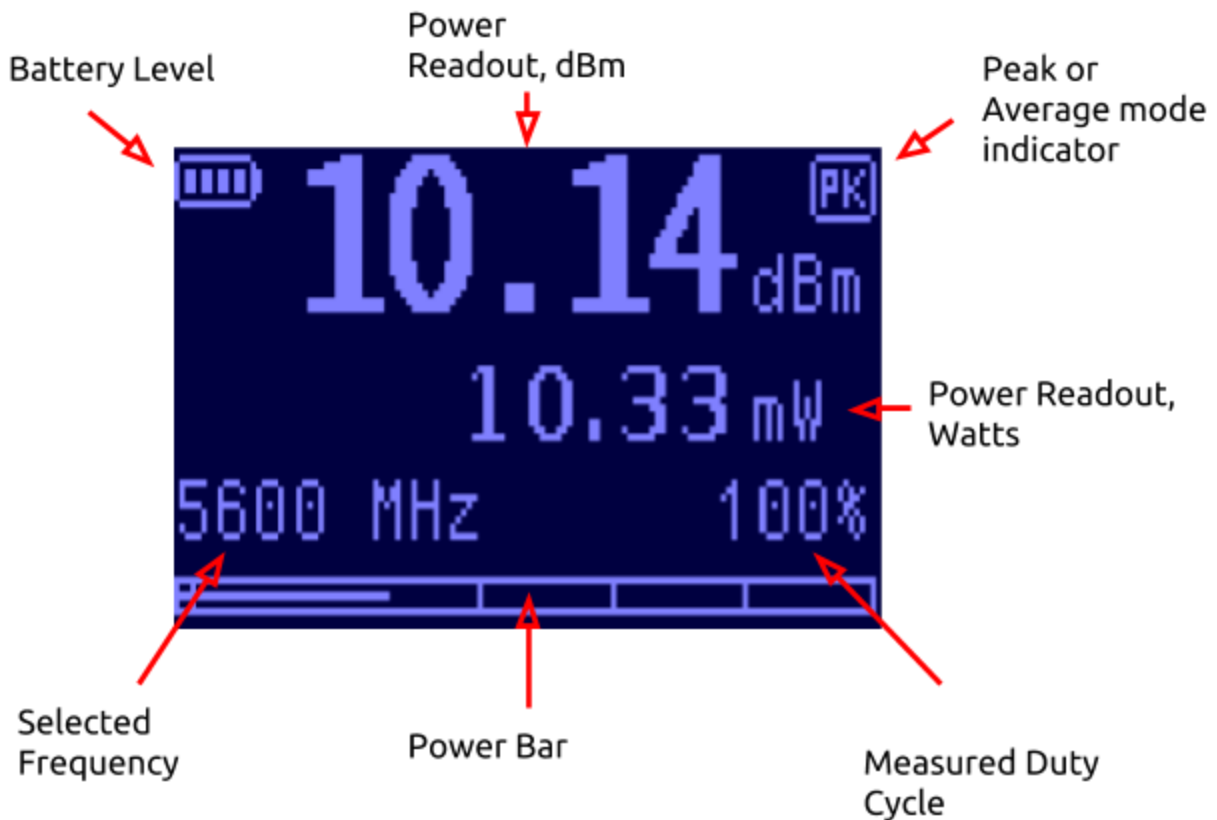 Power
Readout, dBm
Battery Level
Peak or
Average mode
indicator
PK
10.14 dBm
10.33 mW
Power Readout,
Watts
5600 MHz 100%
Selected
Frequency
Power Bar
Measured Duty
Cycle